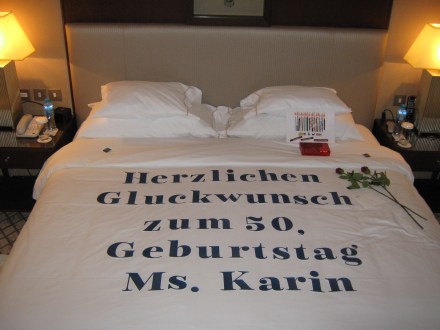 Herzlichen
Gluckwunsch
zum 50.
Geburtstag
Ms. Karin